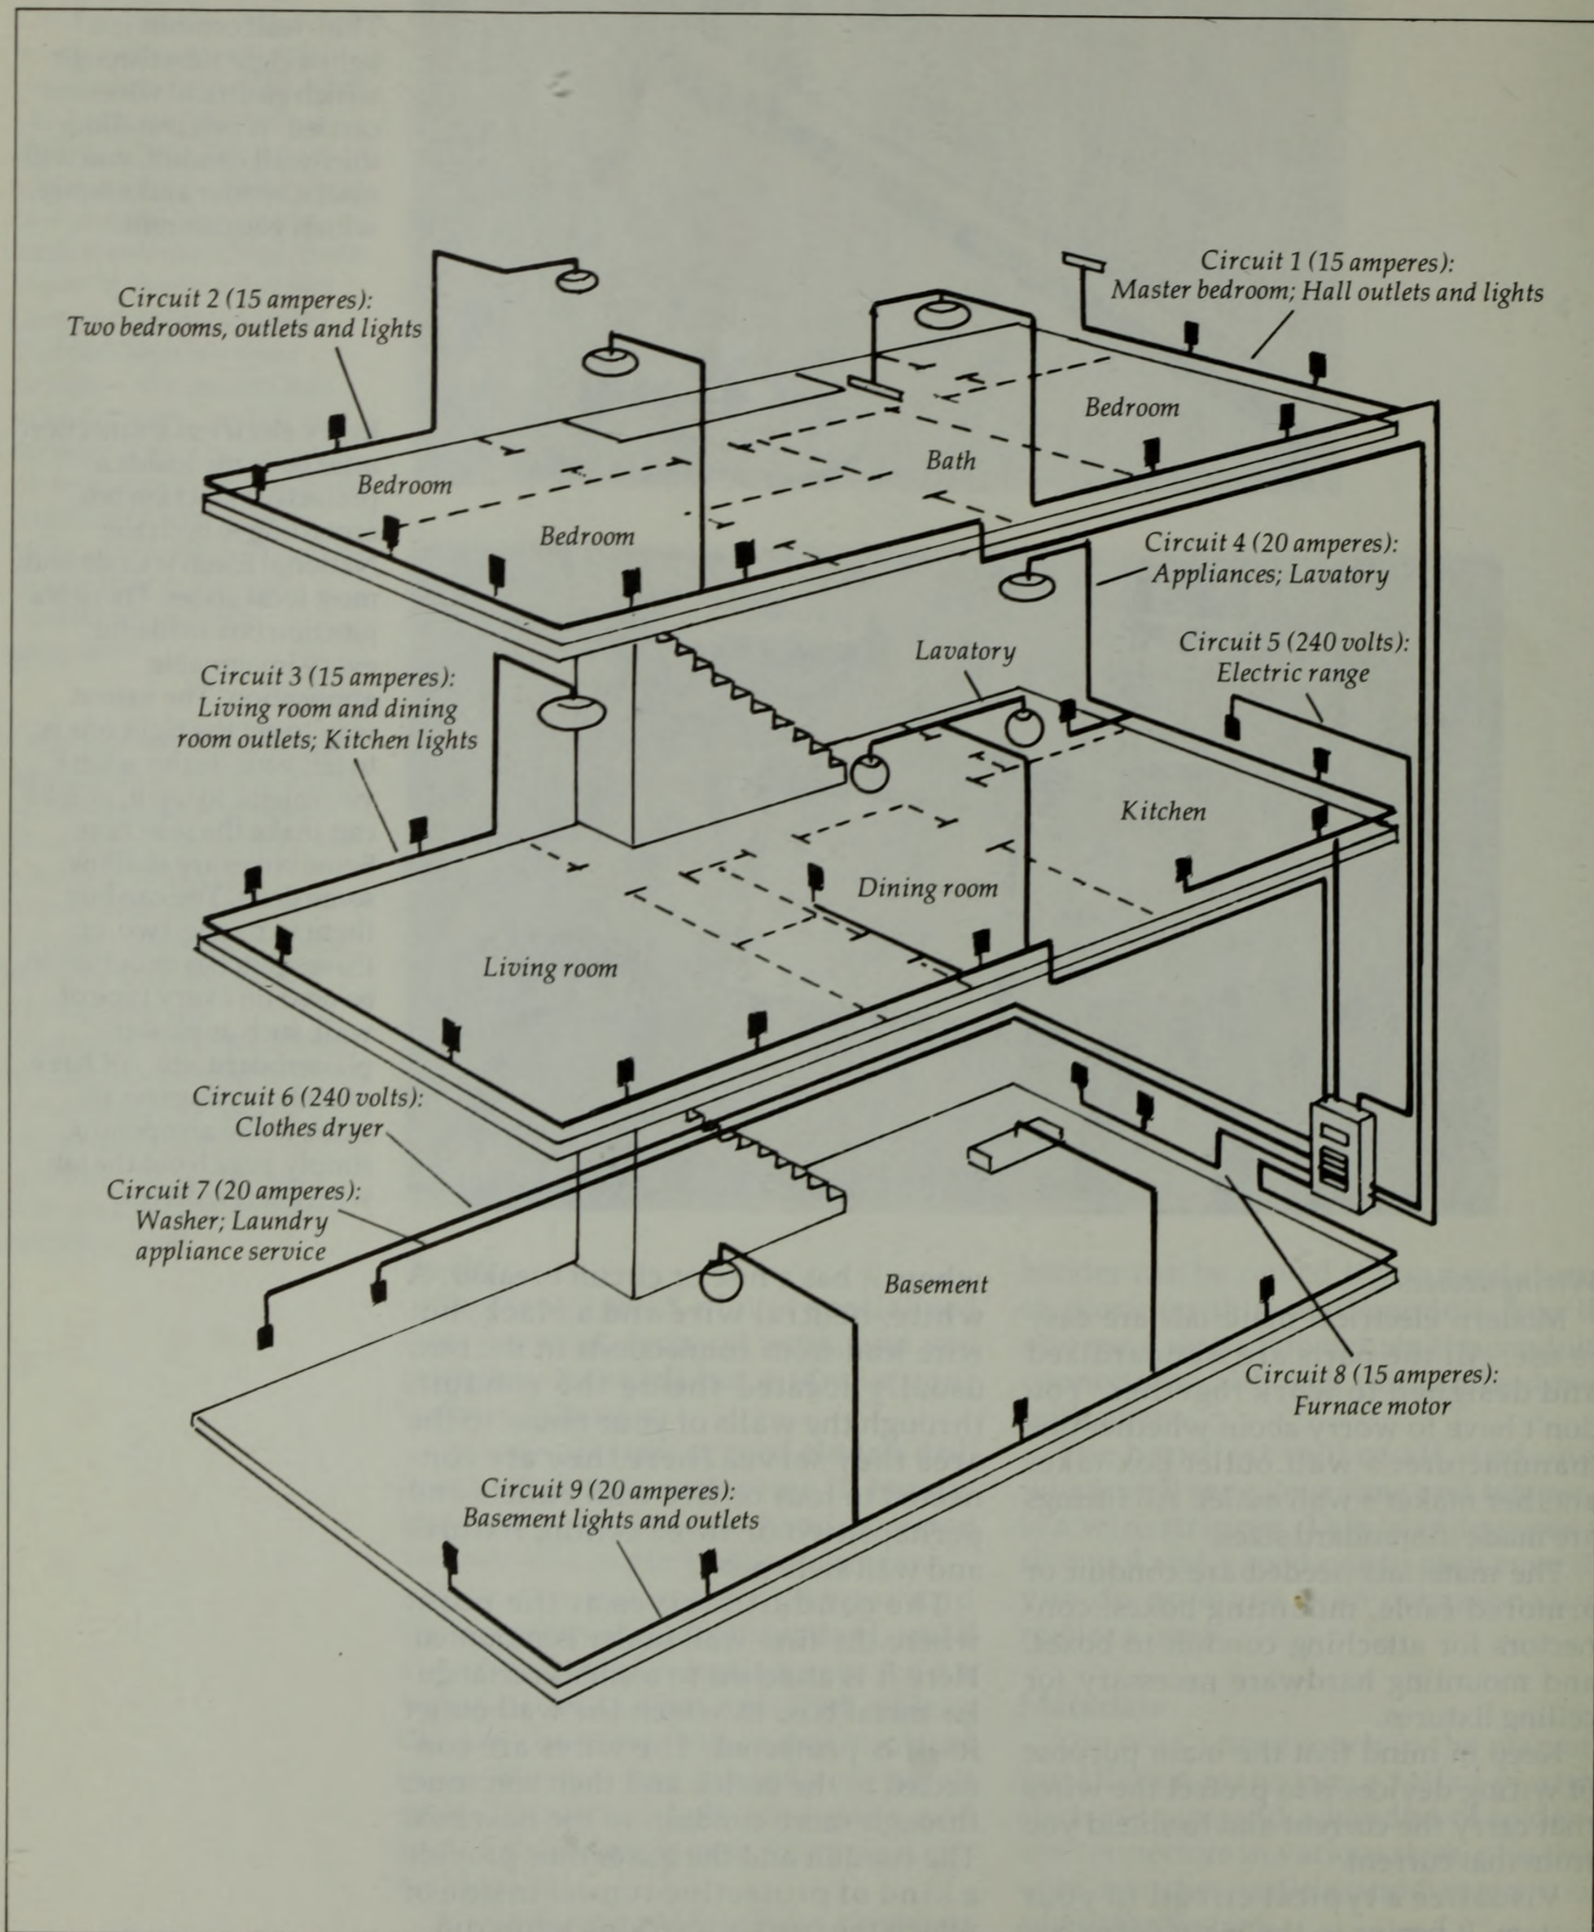 Circuit 1 (15 amperes):
Master bedroom; Hall outlets and lights
Circuit 2 (15 amperes):
Two bedrooms, outlets and lights
Bedroom
Bath
Bedroom
Bedroom
Circuit 4 (20 amperes):
Appliances; Lavatory
Lavatory
Circuit 5 (240 volts):
Electric range
Circuit 3 (15 amperes):
Living room and dining
room outlets; Kitchen lights
Kitchen
Dining room
Living room
Circuit 6 (240 volts):
Clothes dryer
Circuit 7 (20 amperes):
Washer; Laundry
appliance service
Basement
Circuit 8 (15 amperes):
Furnace motor
Circuit 9 (20 amperes):
Basement lights and outlets